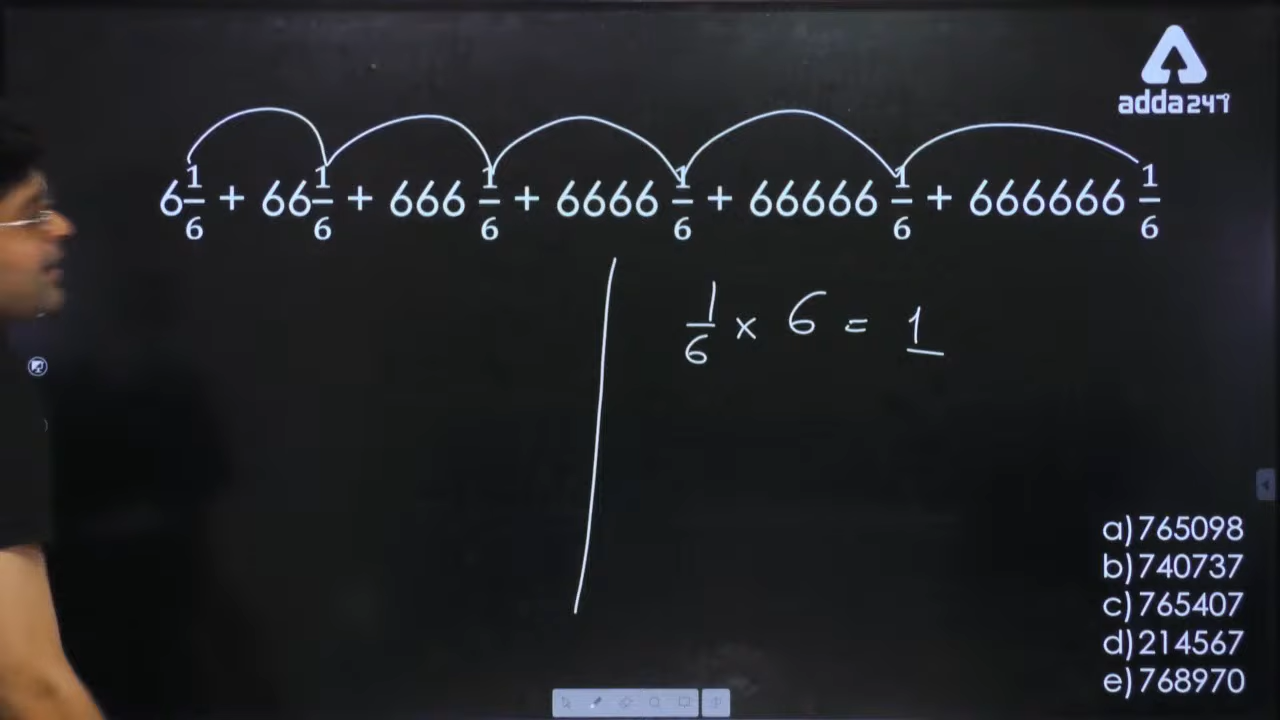 adda247
6 1/6 + 66 1/6 + 666 1/6 + 6666 1/6 + 66666 1/6 + 666666 1/6
1/6 × 6 = 1
a) 765098
b) 740737
c) 765407
d) 214567
e) 768970